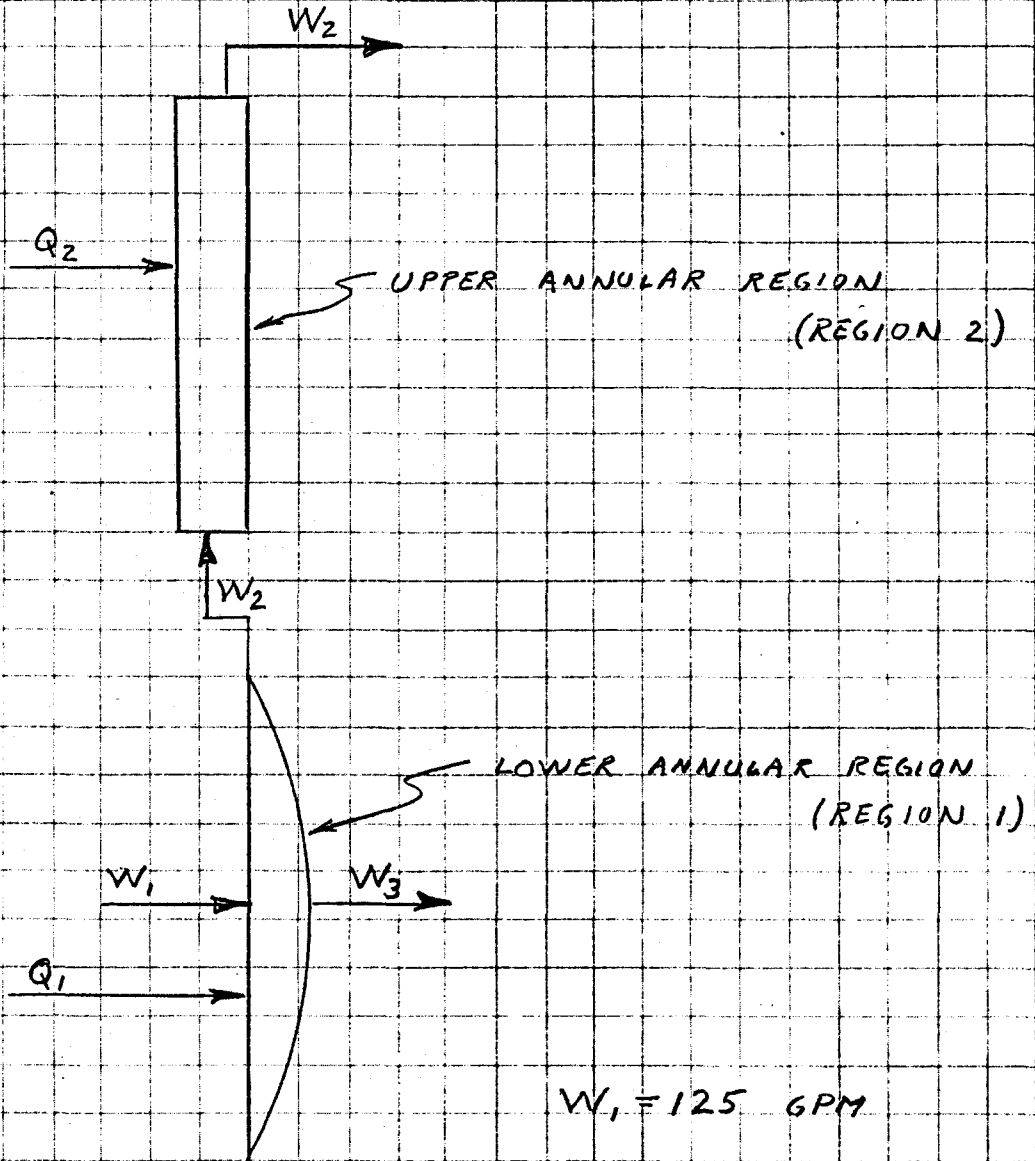 W₂
Q₂
UPPER ANNULAR REGION
(REGION 2)
W₂
LOWER ANNULAR REGION
(REGION 1)
W₁
W₃
Q₁
W₁ = 125 GPM